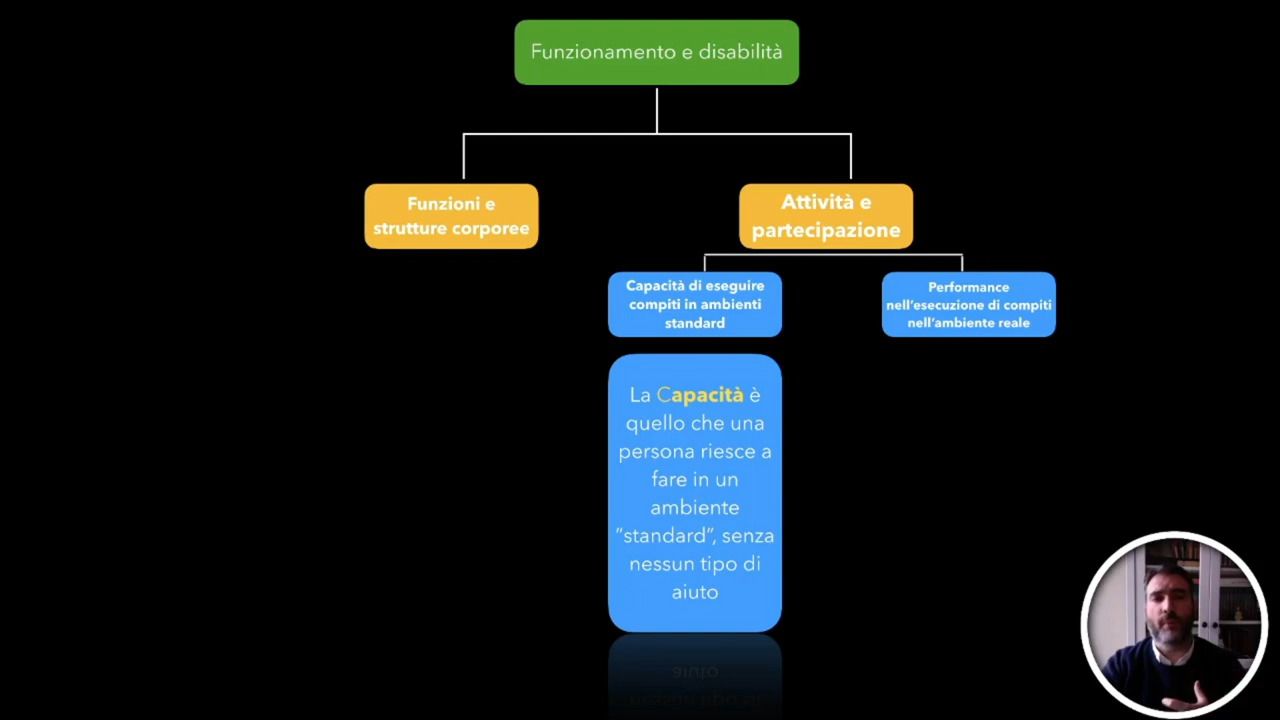 Funzionamento e disabilità
Funzioni e
strutture corporee
Attività e
partecipazione
Capacità di eseguire
compiti in ambienti
standard
Performance
nell'esecuzione di compiti
nell'ambiente reale
La Capacità è
quello che una
persona riesce a
fare in un
ambiente
"standard", senza
nessun tipo di
aiuto